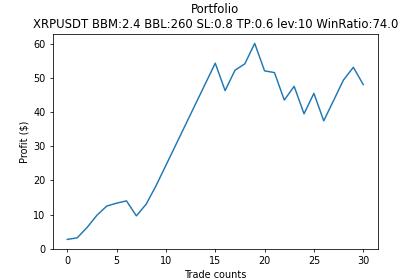 Portfolio
XRPUSDT BBM:2.4 BBL:260 SL:0.8 TP:0.6 lev:10 WinRatio:74.0
60
50
40
30
20
10
0
Profit ($)
0 5 10 15 20 25 30
Trade counts